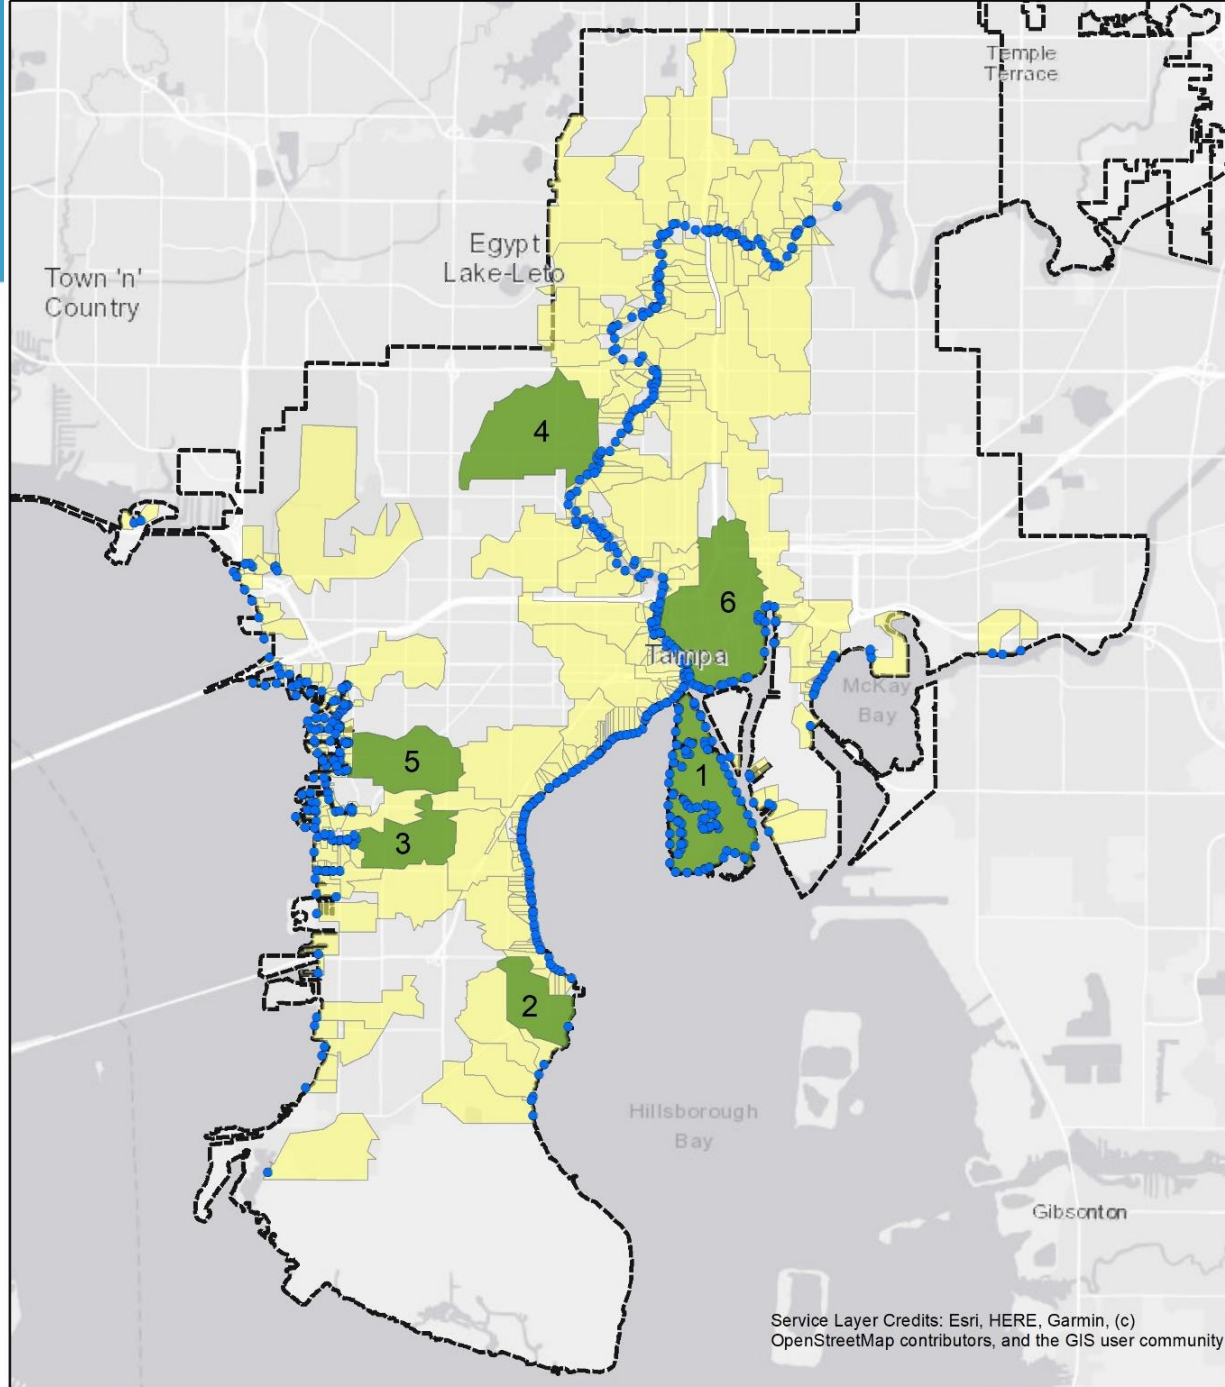 Temple
Terrace
Egypt
Lake-Leto
Town 'n'
Country
4
6
Tampa
McKay
Bay
5
1
3
2
Hillsborough
Bay
Gibsonton
Service Layer Credits: Esri, HERE, Garmin, (c)
OpenStreetMap contributors, and the GIS user community